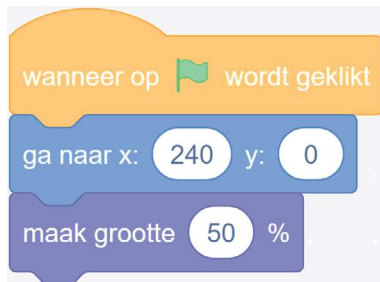 wanneer op wordt geklikt
ga naar x: 240 y: 0
maak grootte 50 %